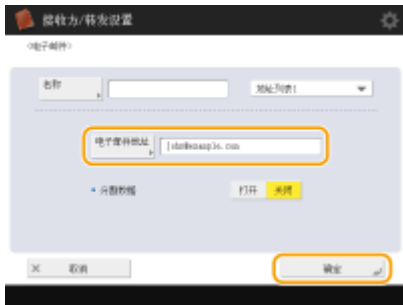 接收方/转发设置
<电子邮件>
名称
地址列表1
电子邮件地址
john@example.com
分割数据
打开 关闭
× 取消
确定